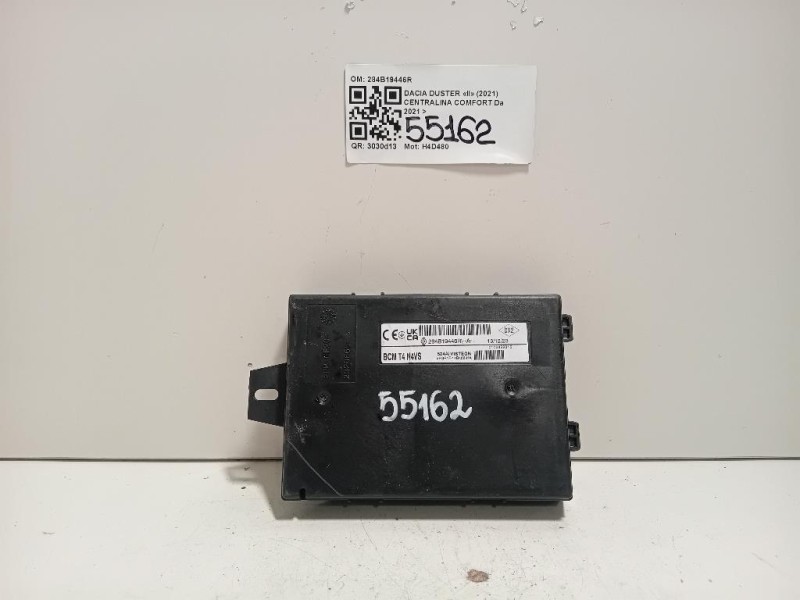 OM: 284B19446R
DACIA DUSTER «II» (2021)
CENTRALINA COMFORT Da
2021 >
55162
QR: 3030d13 Mot: H4D480
CE UK
CA
284B19446R
BCM T4 N4VS
55162